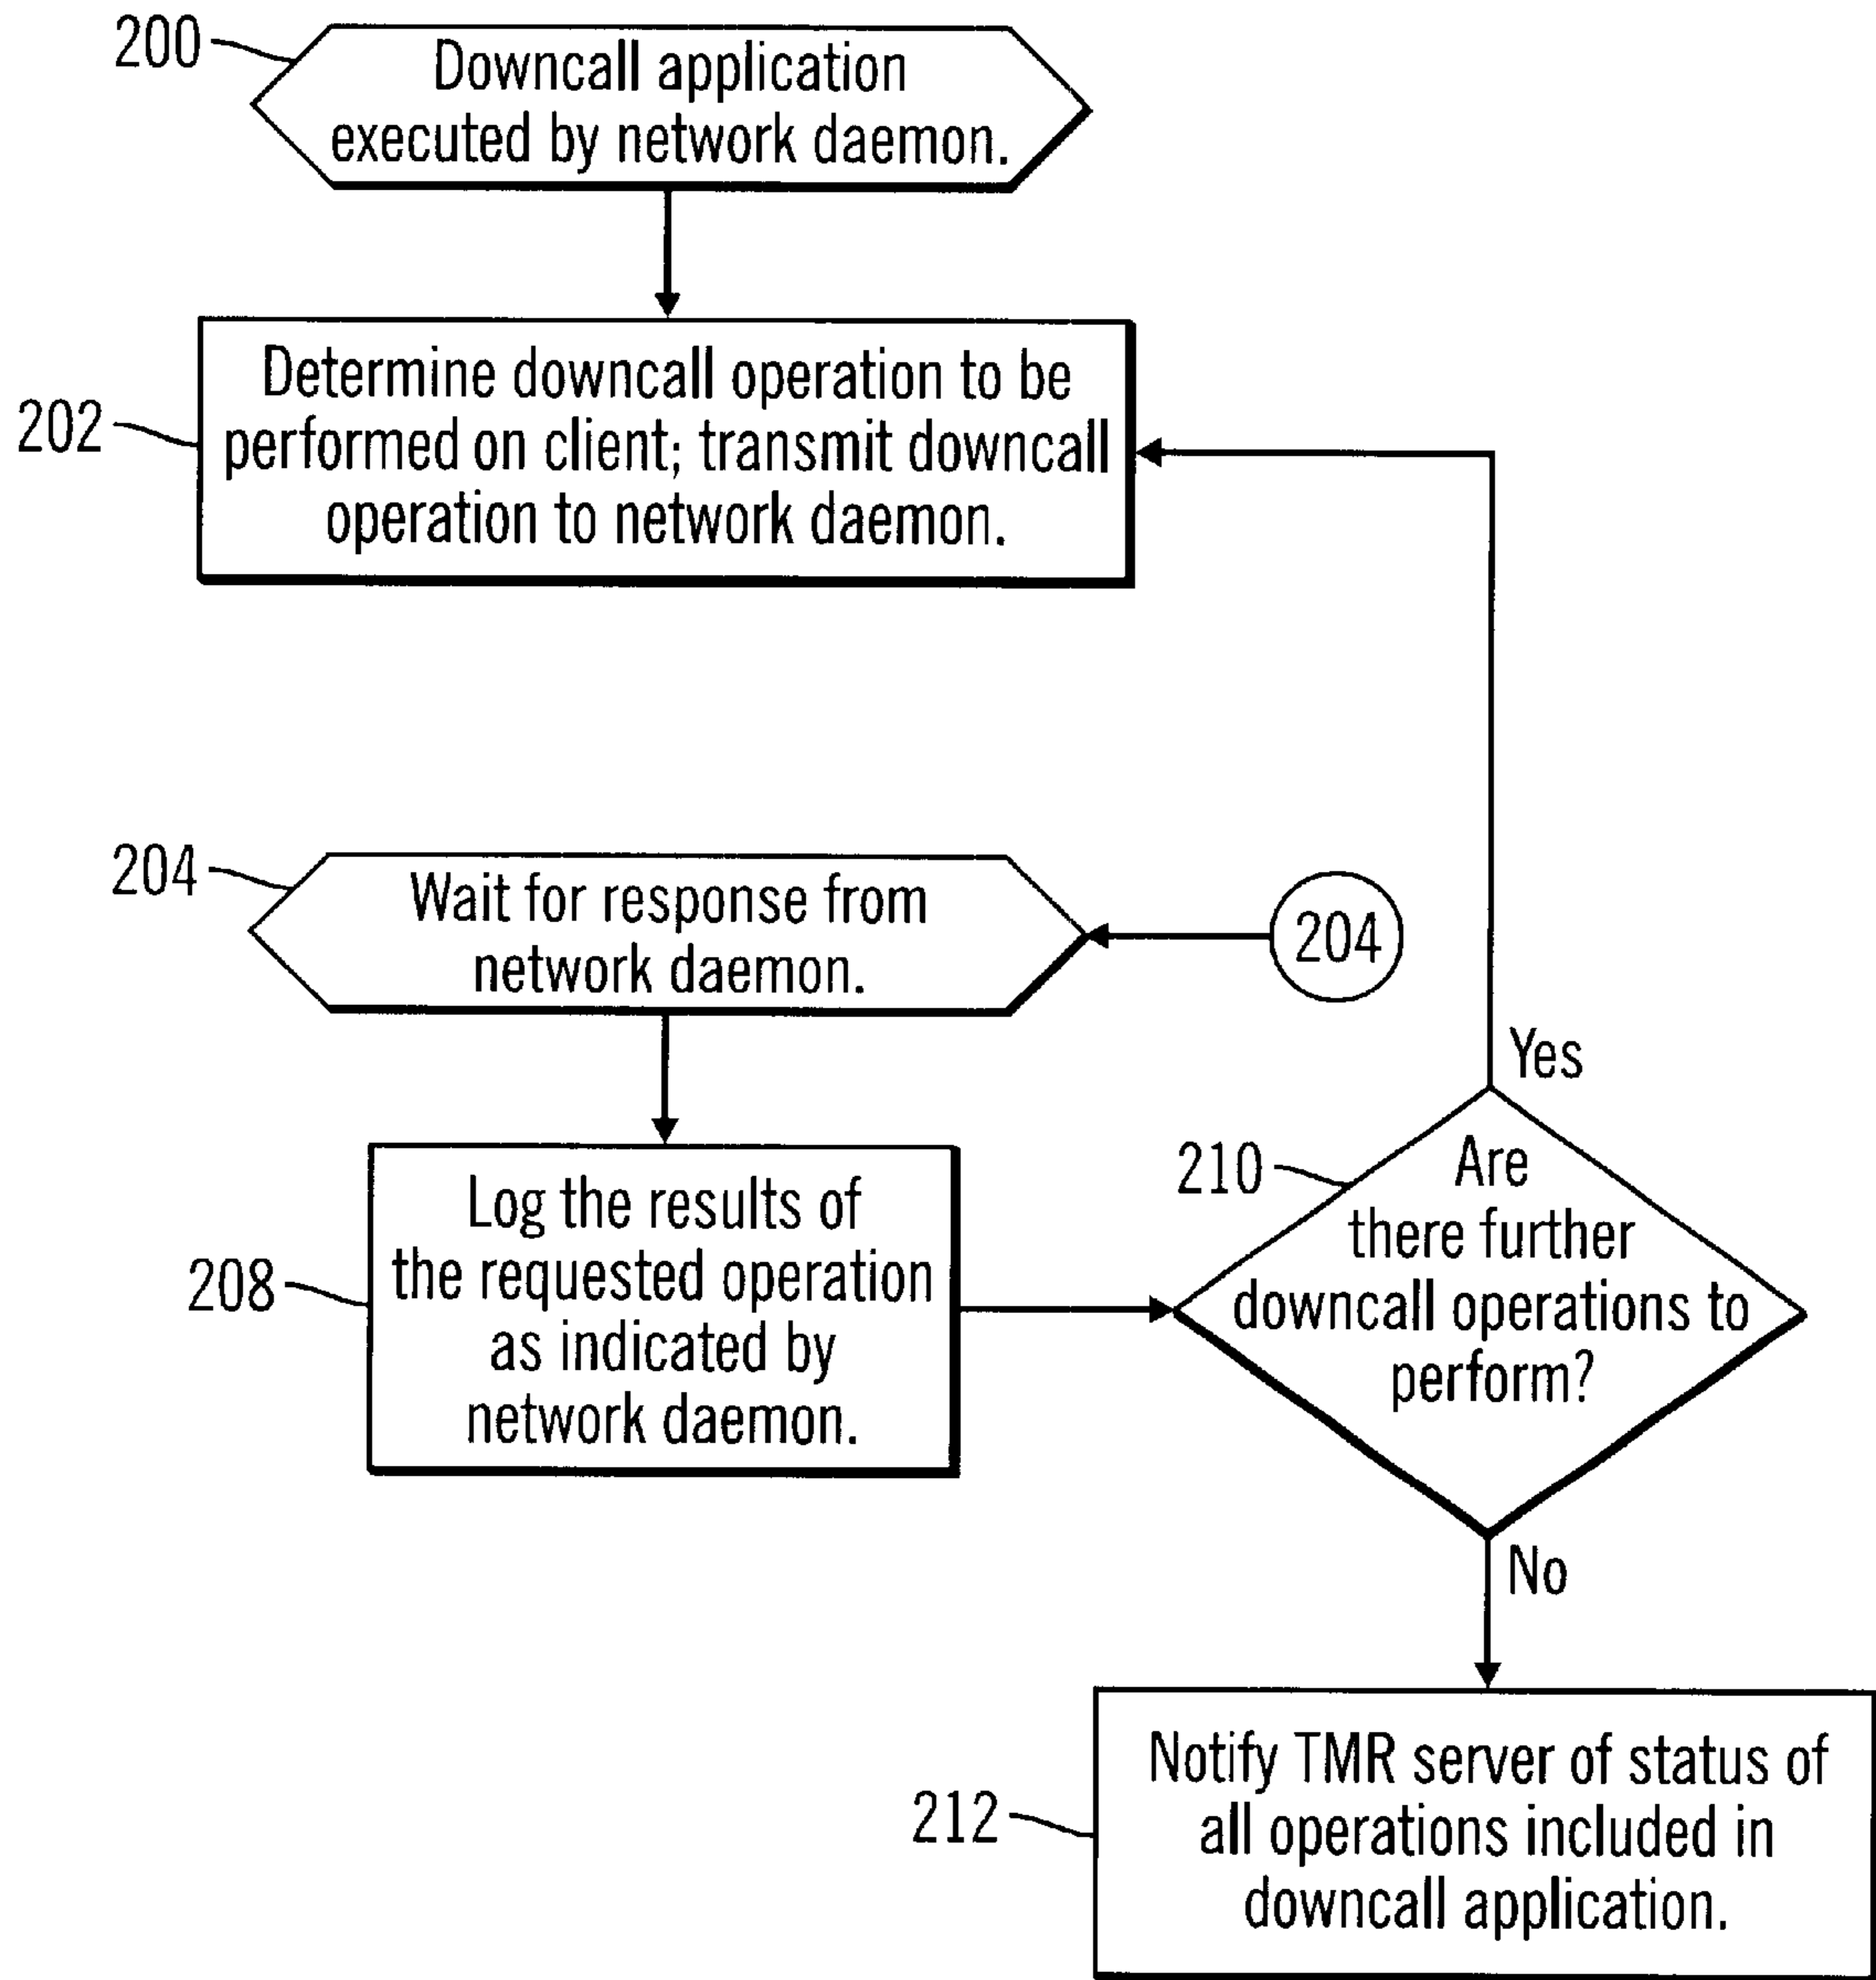 200
Downcall application
executed by network daemon.
202
Determine downcall operation to be
performed on client; transmit downcall
operation to network daemon.
204
Wait for response from
network daemon.
204
Yes
208
Log the results of
the requested operation
as indicated by
network daemon.
210
Are
there further
downcall operations to
perform?
No
212
Notify TMR server of status of
all operations included in
downcall application.